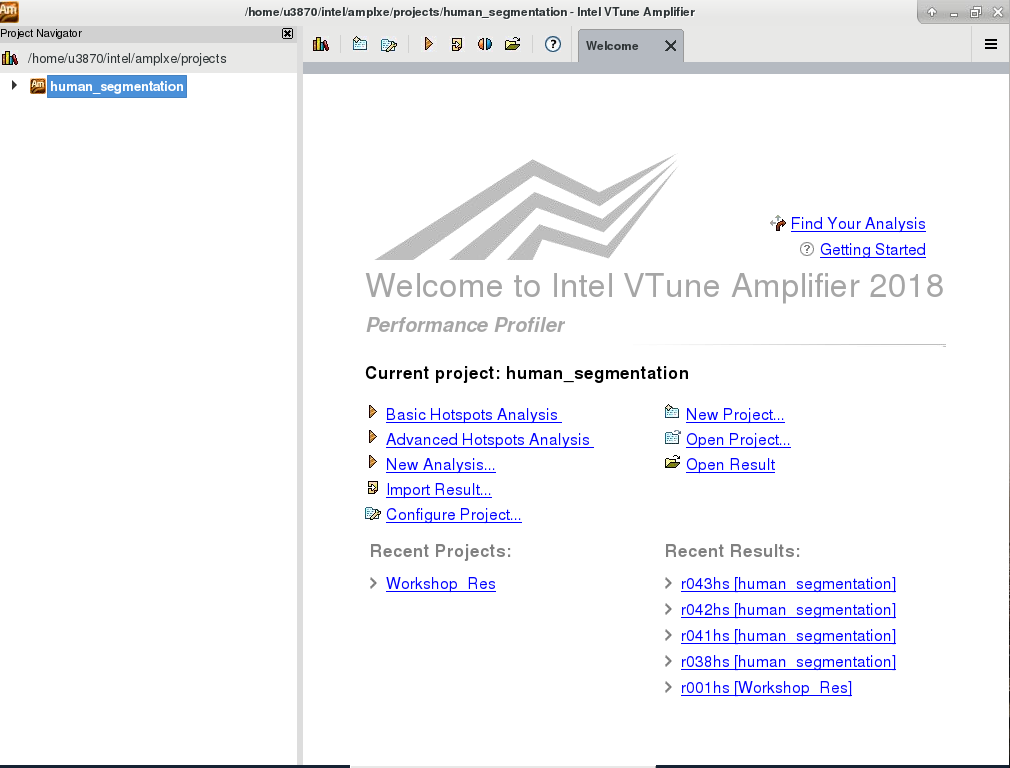 Am
/home/u3870/intel/amplxe/projects/human_segmentation - Intel VTune Amplifier
Project Navigator
/home/u3870/intel/amplxe/projects
Am human_segmentation
?
Welcome
Find Your Analysis
? Getting Started
Welcome to Intel VTune Amplifier 2018
Performance Profiler
Current project: human_segmentation
Basic Hotspots Analysis
Advanced Hotspots Analysis
New Analysis...
Import Result...
Configure Project...
New Project...
Open Project...
Open Result
Recent Projects:
Workshop_Res
Recent Results:
r043hs [human_segmentation]
r042hs [human_segmentation]
r041hs [human_segmentation]
r038hs [human_segmentation]
r001hs [Workshop_Res]